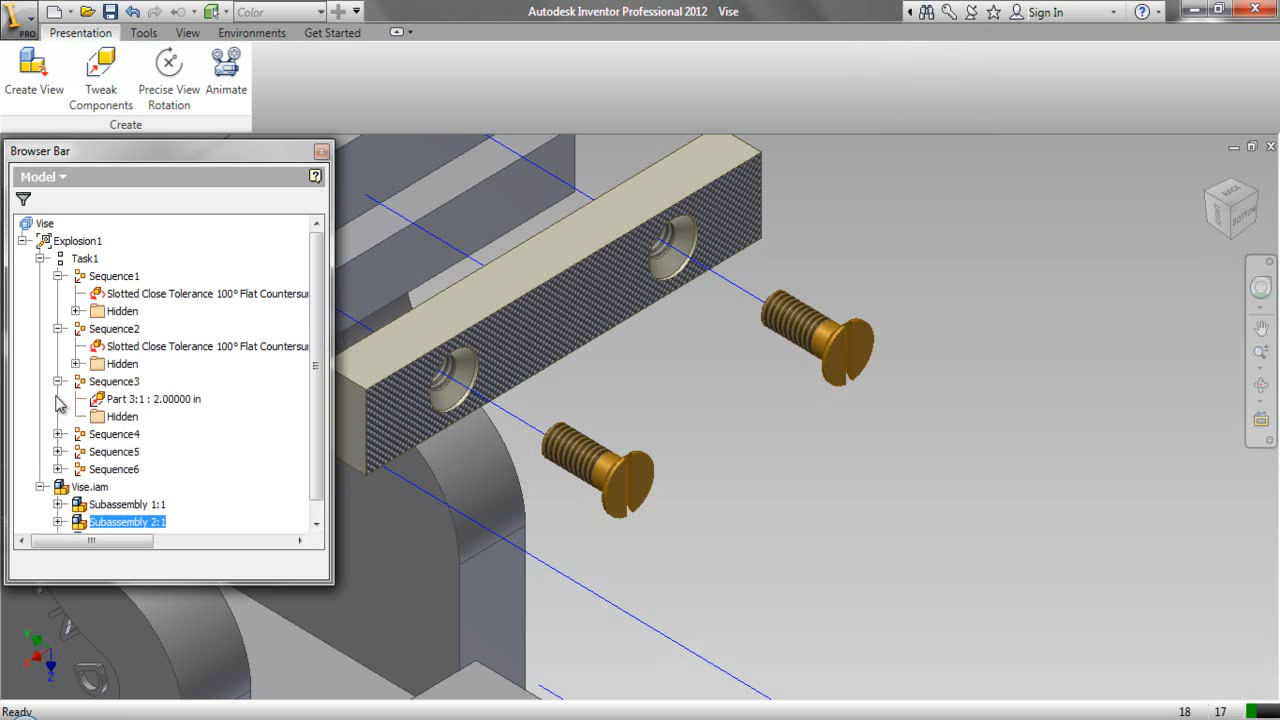 PRO
Color
Autodesk Inventor Professional 2012 Vise
Sign In
Presentation Tools View Environments Get Started
Create View
Tweak Components
Precise View Rotation
Animate
Create
Browser Bar
Model
Vise
Explosion1
Task1
Sequence1
Slotted Close Tolerance 100° Flat Countersu
Hidden
Sequence2
Slotted Close Tolerance 100° Flat Countersu
Hidden
Sequence3
Part 3:1 : 2.00000 in
Hidden
Sequence4
Sequence5
Sequence6
Vise.iam
Subassembly 1:1
Subassembly 2:1
BACK
BOTTOM
Y
X
Z
Ready
18 17